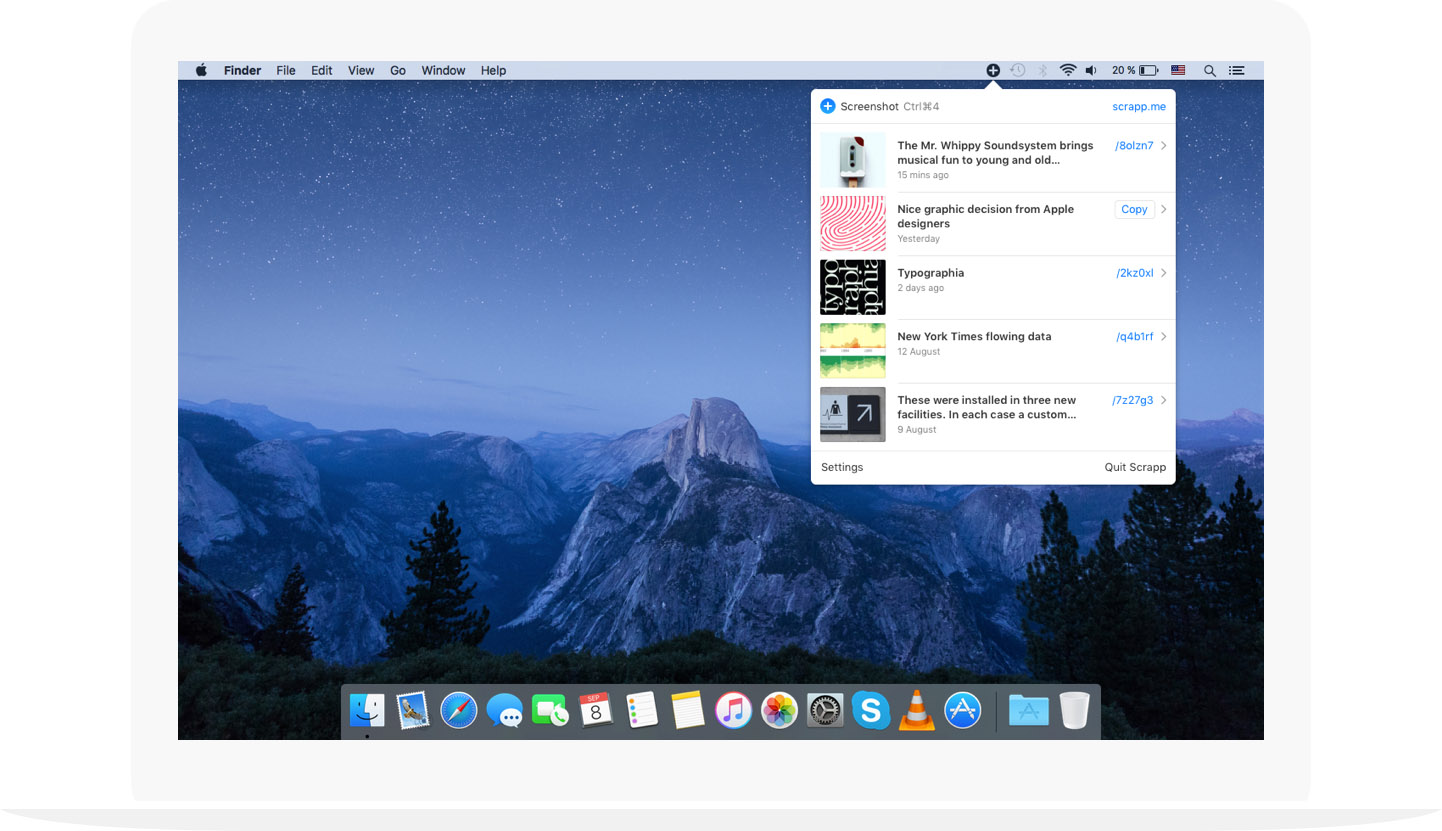 Finder File Edit View Go Window Help 20 %
Screenshot Ctrl⌘4 scrapp.me
The Mr. Whippy Soundsystem brings /8olzn7
musical fun to young and old...
15 mins ago
Nice graphic decision from Apple Copy
designers
Yesterday
typo
graph
aphia
Typographia /2kz0xl
2 days ago
New York Times flowing data /q4b1rf
12 August
These were installed in three new /7z27g3
facilities. In each case a custom...
9 August
Settings Quit Scrapp
SEP
8
S